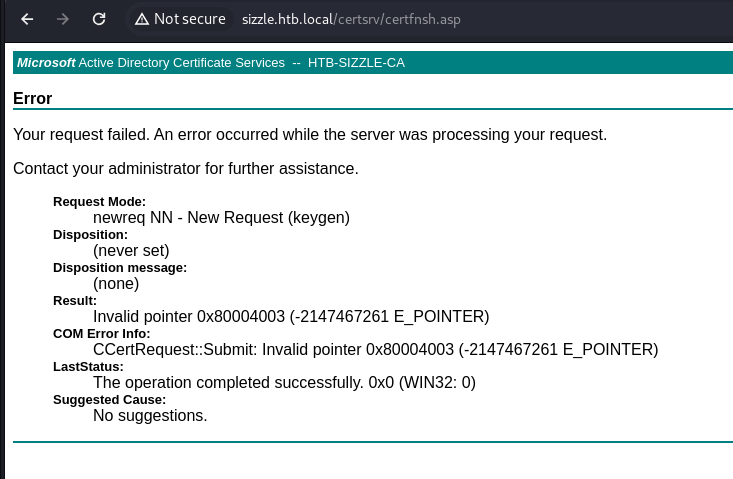 Not secure sizzle.htb.local/certsrv/certfnsh.asp
Microsoft Active Directory Certificate Services -- HTB-SIZZLE-CA
Error
Your request failed. An error occurred while the server was processing your request.
Contact your administrator for further assistance.
Request Mode:
newreq NN - New Request (keygen)
Disposition:
(never set)
Disposition message:
(none)
Result:
Invalid pointer 0x80004003 (-2147467261 E_POINTER)
COM Error Info:
CCertRequest::Submit: Invalid pointer 0x80004003 (-2147467261 E_POINTER)
LastStatus:
The operation completed successfully. 0x0 (WIN32: 0)
Suggested Cause:
No suggestions.